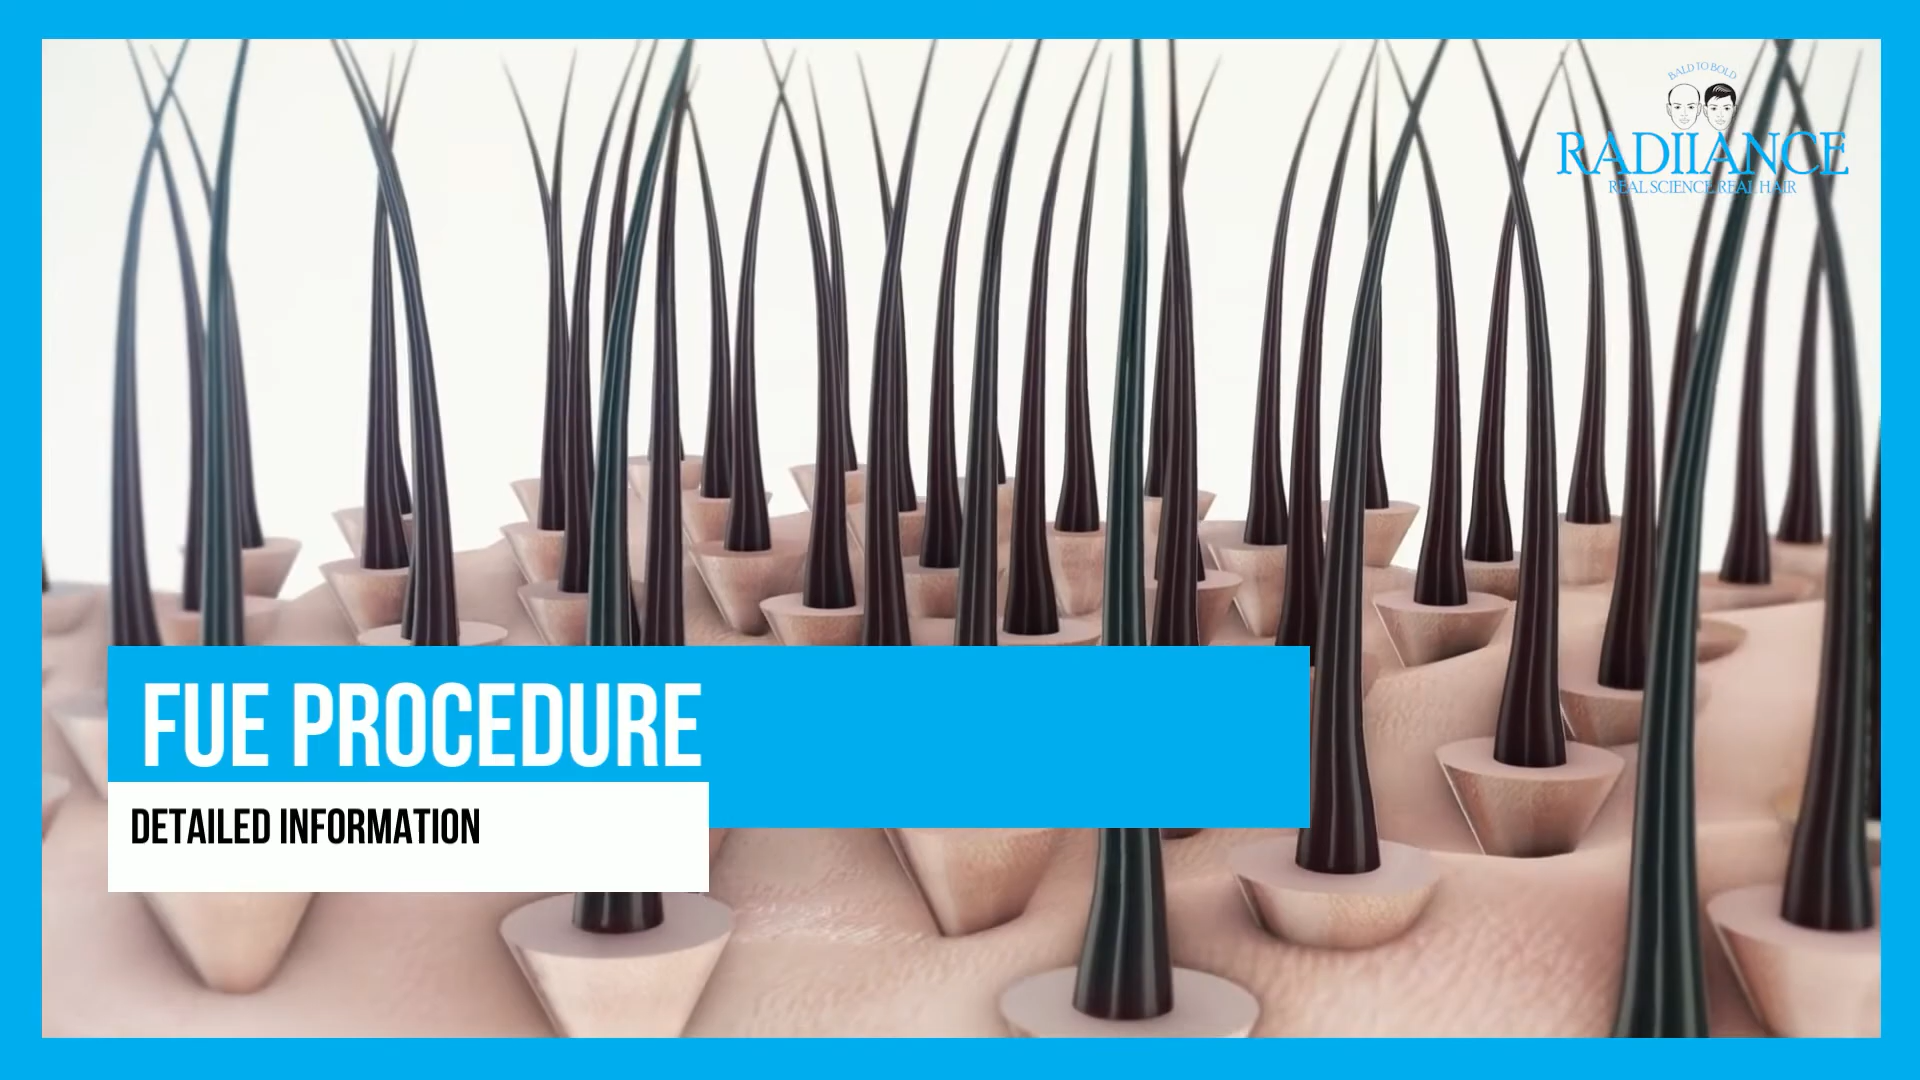 BALD TO BOLD
RADIIANCE
REAL SCIENCE. REAL HAIR
FUE PROCEDURE
DETAILED INFORMATION